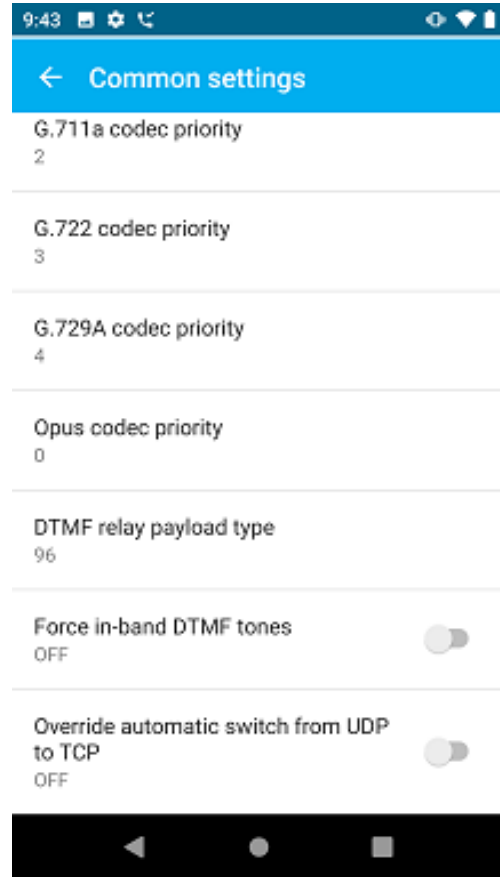 9:43
Common settings
G.711a codec priority
2
G.722 codec priority
3
G.729A codec priority
4
Opus codec priority
0
DTMF relay payload type
96
Force in-band DTMF tones
OFF
Override automatic switch from UDP
to TCP
OFF